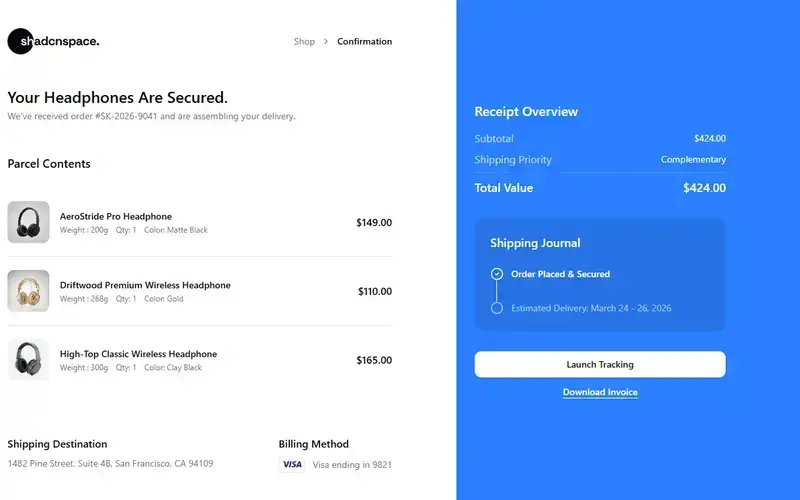 shadcnspace.
Shop > Confirmation
Your Headphones Are Secured.
We've received order #SK-2026-9041 and are assembling your delivery.
Parcel Contents
AeroStride Pro Headphone
Weight : 200g Qty: 1 Color: Matte Black
$149.00
Driftwood Premium Wireless Headphone
Weight : 268g Qty: 1 Color: Gold
$110.00
High-Top Classic Wireless Headphone
Weight : 300g Qty: 1 Color: Clay Black
$165.00
Shipping Destination
1482 Pine Street, Suite 4B, San Francisco, CA 94109
Billing Method
VISA Visa ending in 9821
Receipt Overview
Subtotal $424.00
Shipping Priority Complementary
Total Value $424.00
Shipping Journal
Order Placed & Secured
Estimated Delivery: March 24 - 26, 2026
Launch Tracking
Download Invoice